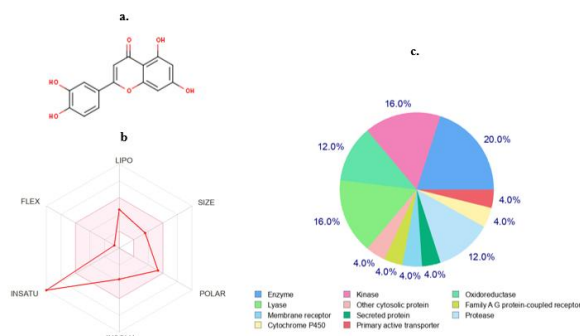 a.
O
OH
HO
HO
O
OH
b
LIPO
FLEX
SIZE
INSATU
POLAR
c.
16.0%
20.0%
12.0%
4.0%
16.0%
4.0%
12.0%
4.0%
4.0%
4.0%
4.0%
Enzyme
Kinase
Oxidoreductase
Lyase
Other cytosolic protein
Family A G protein-coupled receptor
Membrane receptor
Secreted protein
Protease
Cytochrome P450
Primary active transporter